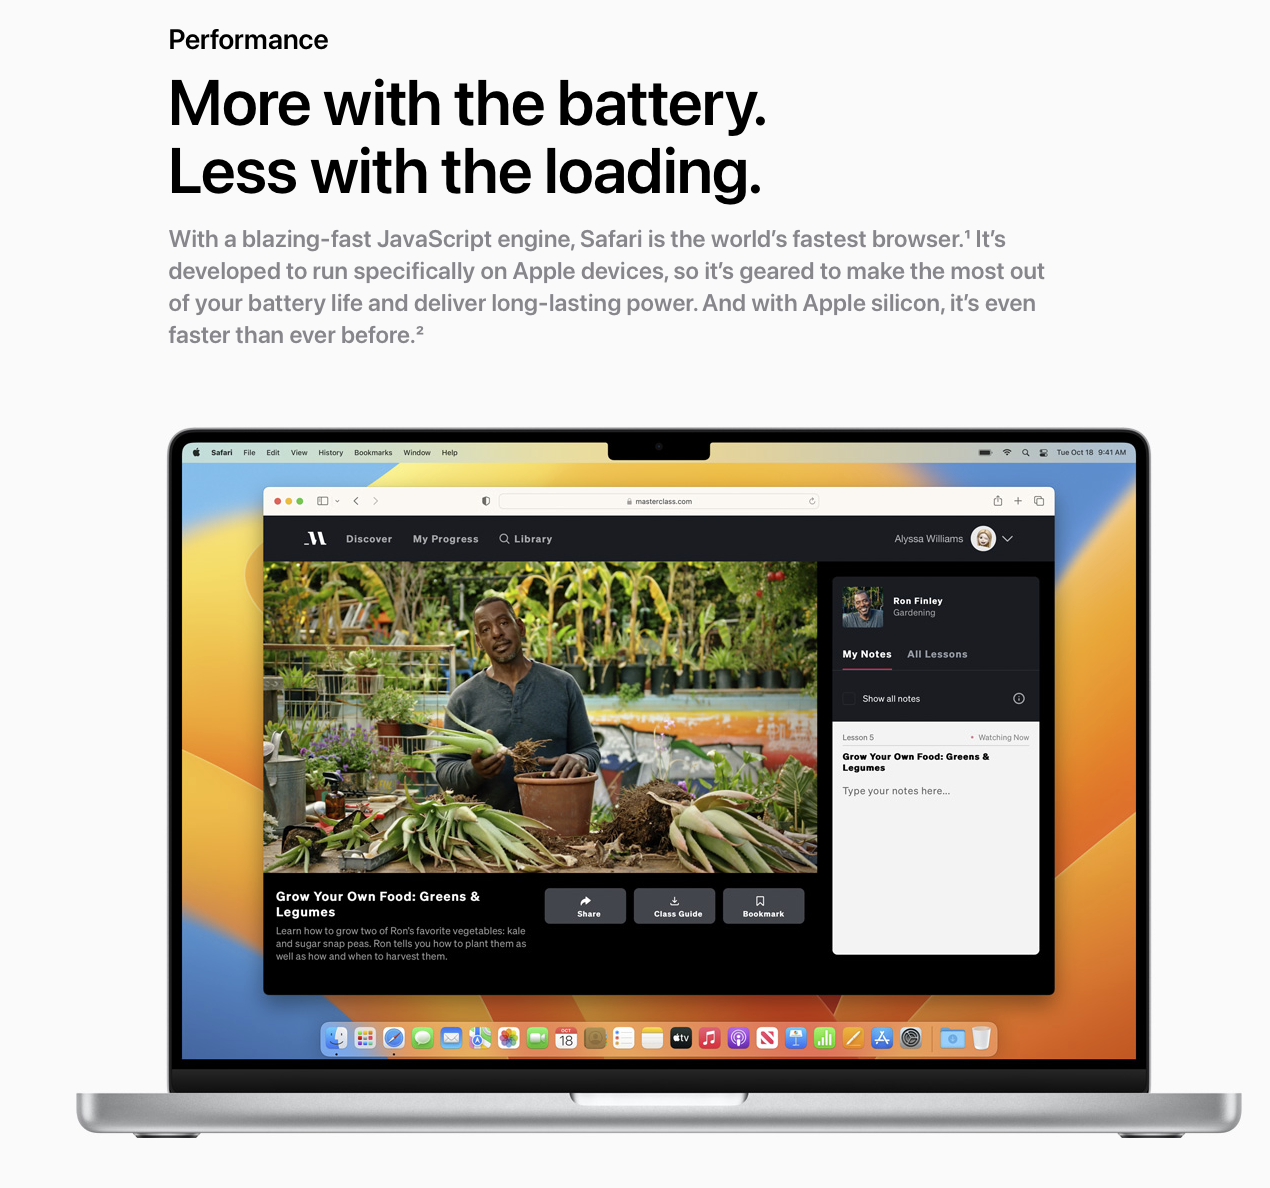 Performance
More with the battery.
Less with the loading.
With a blazing-fast JavaScript engine, Safari is the world’s fastest browser.¹ It’s
developed to run specifically on Apple devices, so it’s geared to make the most out
of your battery life and deliver long-lasting power. And with Apple silicon, it’s even
faster than ever before.²
Safari File Edit View History Bookmarks Window Help Tue Oct 18 9:41 AM
masterclass.com
Discover My Progress Library Alyssa Williams
Ron Finley
Gardening
My Notes All Lessons
Show all notes
Lesson 5 • Watching Now
Grow Your Own Food: Greens &
Legumes
Type your notes here...
Grow Your Own Food: Greens &
Legumes
Learn how to grow two of Ron's favorite vegetables: kale
and sugar snap peas. Ron tells you how to plant them as
well as how and when to harvest them.
Share Class Guide Bookmark
OCT
18
tv